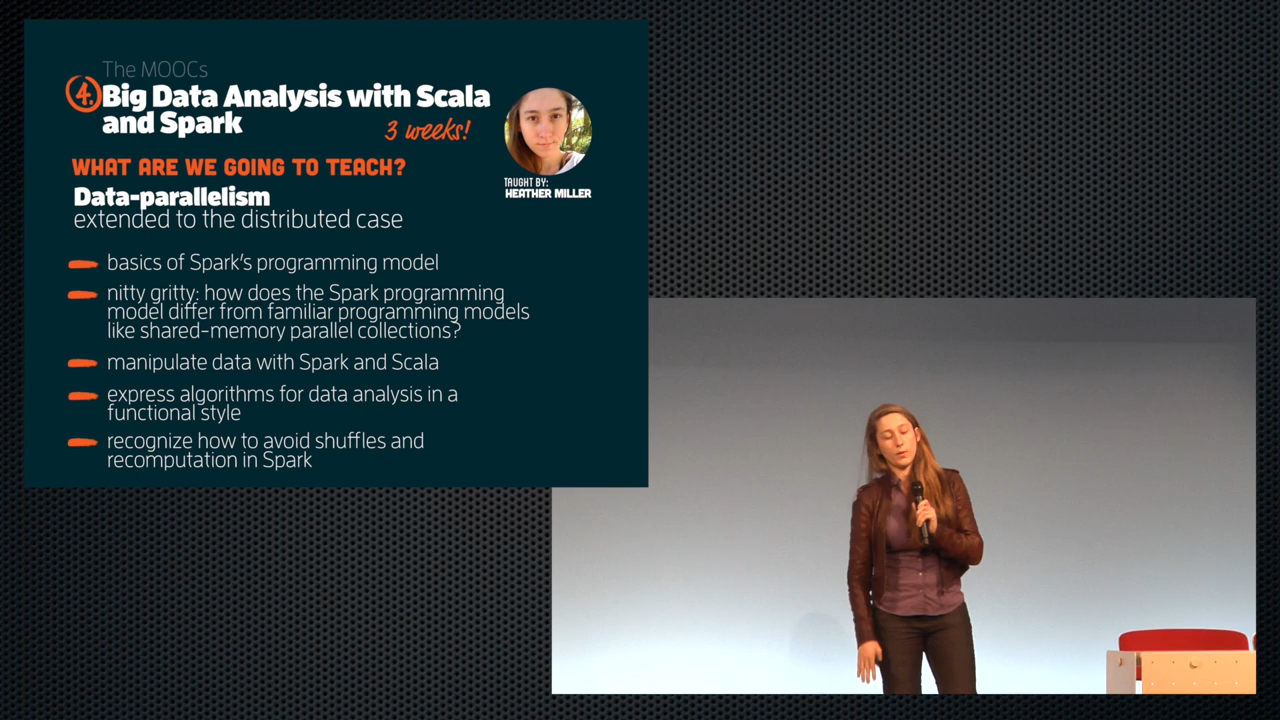 The MOOCs
4.
Big Data Analysis with Scala
and Spark
3 weeks!
TAUGHT BY:
HEATHER MILLER
WHAT ARE WE GOING TO TEACH?
Data-parallelism
extended to the distributed case
basics of Spark's programming model
nitty gritty: how does the Spark programming
model differ from familiar programming models
like shared-memory parallel collections?
manipulate data with Spark and Scala
express algorithms for data analysis in a
functional style
recognize how to avoid shuffles and
recomputation in Spark